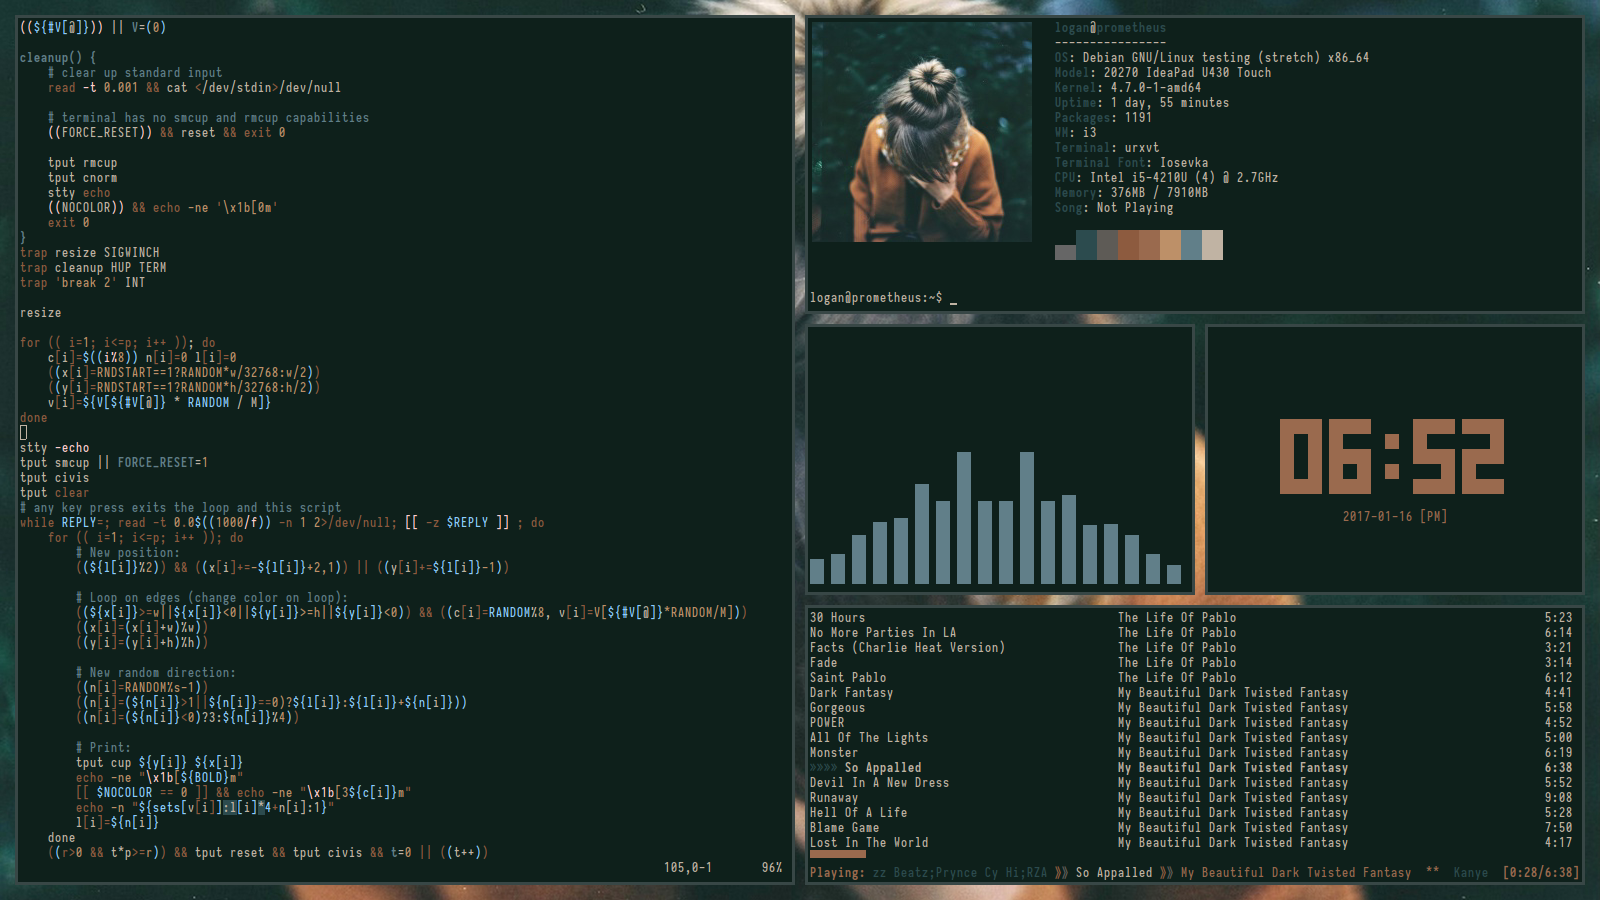 ((${#V[@]})) || V=(0)
cleanup() {
# clear up standard input
read -t 0.001 && cat </dev/stdin>/dev/null
# terminal has no smcup and rmcup capabilities
((FORCE_RESET)) && reset && exit 0
tput rmcup
tput cnorm
stty echo
((NOCOLOR)) && echo -ne '\x1b[0m'
exit 0
}
trap resize SIGWINCH
trap cleanup HUP TERM
trap 'break 2' INT
resize
for (( i=1; i<=p; i++ )); do
c[i]=$((i%8)) n[i]=0 l[i]=0
((x[i]=RNDSTART==1?RANDOM*w/32768:w/2))
((y[i]=RNDSTART==1?RANDOM*h/32768:h/2))
v[i]=${V[${#V[@]} * RANDOM / M]}
done
stty -echo
tput smcup || FORCE_RESET=1
tput civis
tput clear
# any key press exits the loop and this script
while REPLY=; read -t 0.0$((1000/f)) -n 1 2>/dev/null; [[ -z $REPLY ]] ; do
for (( i=1; i<=p; i++ )); do
# New position:
((${l[i]}%2)) && ((x[i]+=-${l[i]}+2,1)) || ((y[i]+=${l[i]}-1))
# Loop on edges (change color on loop):
((${x[i]}>=w||${x[i]}<0||${y[i]}>=h||${y[i]}<0)) && ((c[i]=RANDOM%8, v[i]=V[${#V[@]}*RANDOM/M]))
((x[i]=(x[i]+w)%w))
((y[i]=(y[i]+h)%h))
# New random direction:
((n[i]=RANDOM%s-1))
((n[i]=(${n[i]}>1||${n[i]}==0)?${l[i]}:${l[i]}+${n[i]}))
((n[i]=(${n[i]}<0)?3:${n[i]}%4))
# Print:
tput cup ${y[i]} ${x[i]}
echo -ne "\x1b[${BOLD}m"
[[ $NOCOLOR == 0 ]] && echo -ne "\x1b[3${c[i]}m"
echo -n "${sets[v[i]]:l[i]*4+n[i]:1}"
l[i]=${n[i]}
done
((r>0 && t*p>=r)) && tput reset && tput civis && t=0 || ((t++))
105,0-1 96%
logan@prometheus
----------------
OS: Debian GNU/Linux testing (stretch) x86_64
Model: 20270 IdeaPad U430 Touch
Kernel: 4.7.0-1-amd64
Uptime: 1 day, 55 minutes
Packages: 1191
WM: i3
Terminal: urxvt
Terminal Font: Iosevka
CPU: Intel i5-4210U (4) @ 2.7GHz
Memory: 376MB / 7910MB
Song: Not Playing
logan@prometheus:~$ _
06:52
2017-01-16 [PM]
30 Hours The Life Of Pablo 5:23
No More Parties In LA The Life Of Pablo 6:14
Facts (Charlie Heat Version) The Life Of Pablo 3:21
Fade The Life Of Pablo 3:14
Saint Pablo The Life Of Pablo 6:12
Dark Fantasy My Beautiful Dark Twisted Fantasy 4:41
Gorgeous My Beautiful Dark Twisted Fantasy 5:58
POWER My Beautiful Dark Twisted Fantasy 4:52
All Of The Lights My Beautiful Dark Twisted Fantasy 5:00
Monster My Beautiful Dark Twisted Fantasy 6:19
»»»» So Appalled My Beautiful Dark Twisted Fantasy 6:38
Devil In A New Dress My Beautiful Dark Twisted Fantasy 5:52
Runaway My Beautiful Dark Twisted Fantasy 9:08
Hell Of A Life My Beautiful Dark Twisted Fantasy 5:28
Blame Game My Beautiful Dark Twisted Fantasy 7:50
Lost In The World My Beautiful Dark Twisted Fantasy 4:17
Playing: zz Beatz;Prynce Cy Hi;RZA ⟫ So Appalled ⟫ My Beautiful Dark Twisted Fantasy ** Kanye [0:28/6:38]